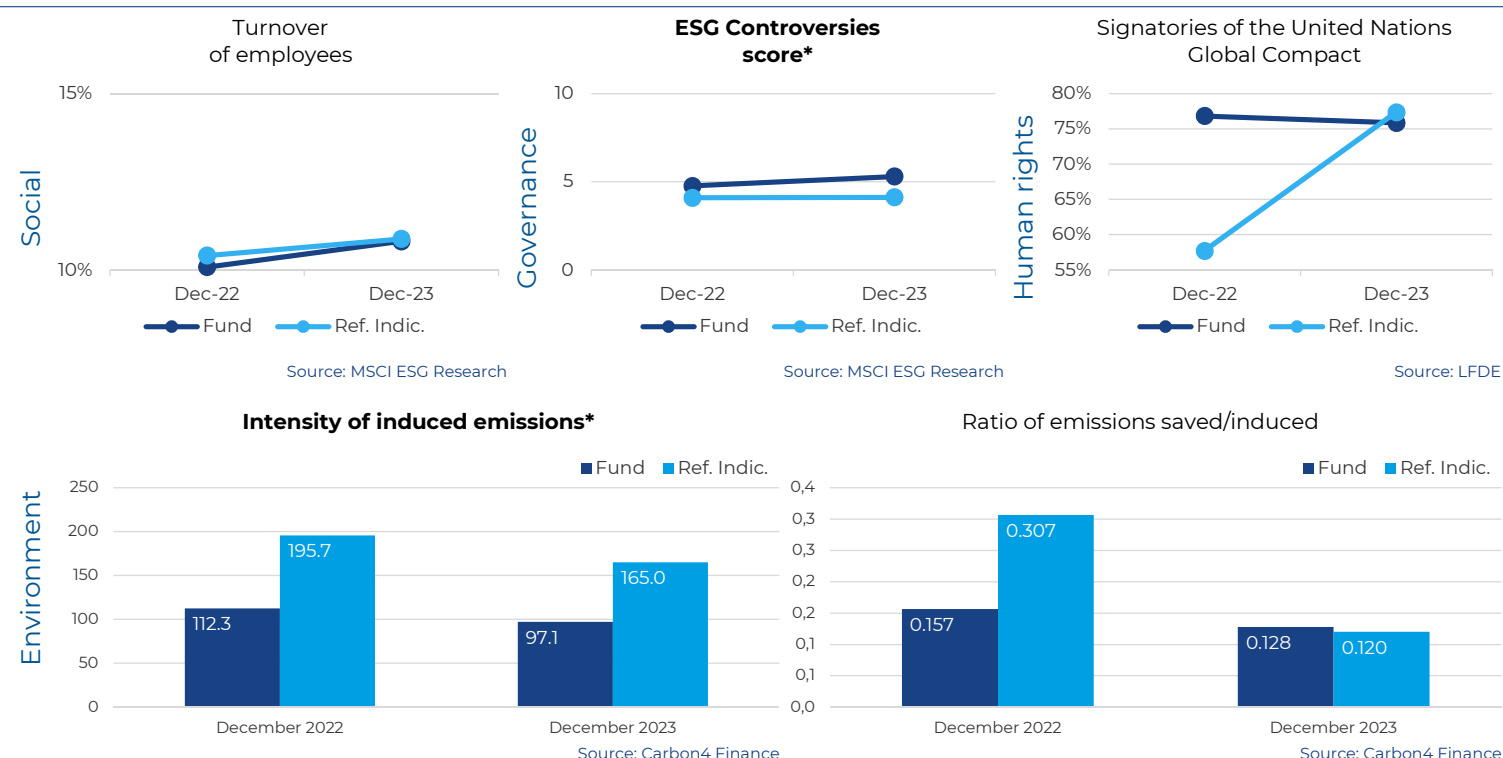 Turnover
of employees
15%
10%
Social
Dec-22
Dec-23
Fund
Ref. Indic.
Source: MSCI ESG Research
ESG Controversies
score*
10
5
0
Governance
Dec-22
Dec-23
Fund
Ref. Indic.
Source: MSCI ESG Research
Signatories of the United Nations
Global Compact
80%
75%
70%
65%
60%
55%
Human rights
Dec-22
Dec-23
Fund
Ref. Indic.
Source: LFDE
Environment
Intensity of induced emissions*
Fund
Ref. Indic.
250
200
150
100
50
0
112.3
195.7
97.1
165.0
December 2022
December 2023
Source: Carbon4 Finance
Ratio of emissions saved/induced
Fund
Ref. Indic.
0,4
0,3
0,3
0,2
0,2
0,1
0,1
0,0
0.157
0.307
0.128
0.120
December 2022
December 2023
Source: Carbon4 Finance